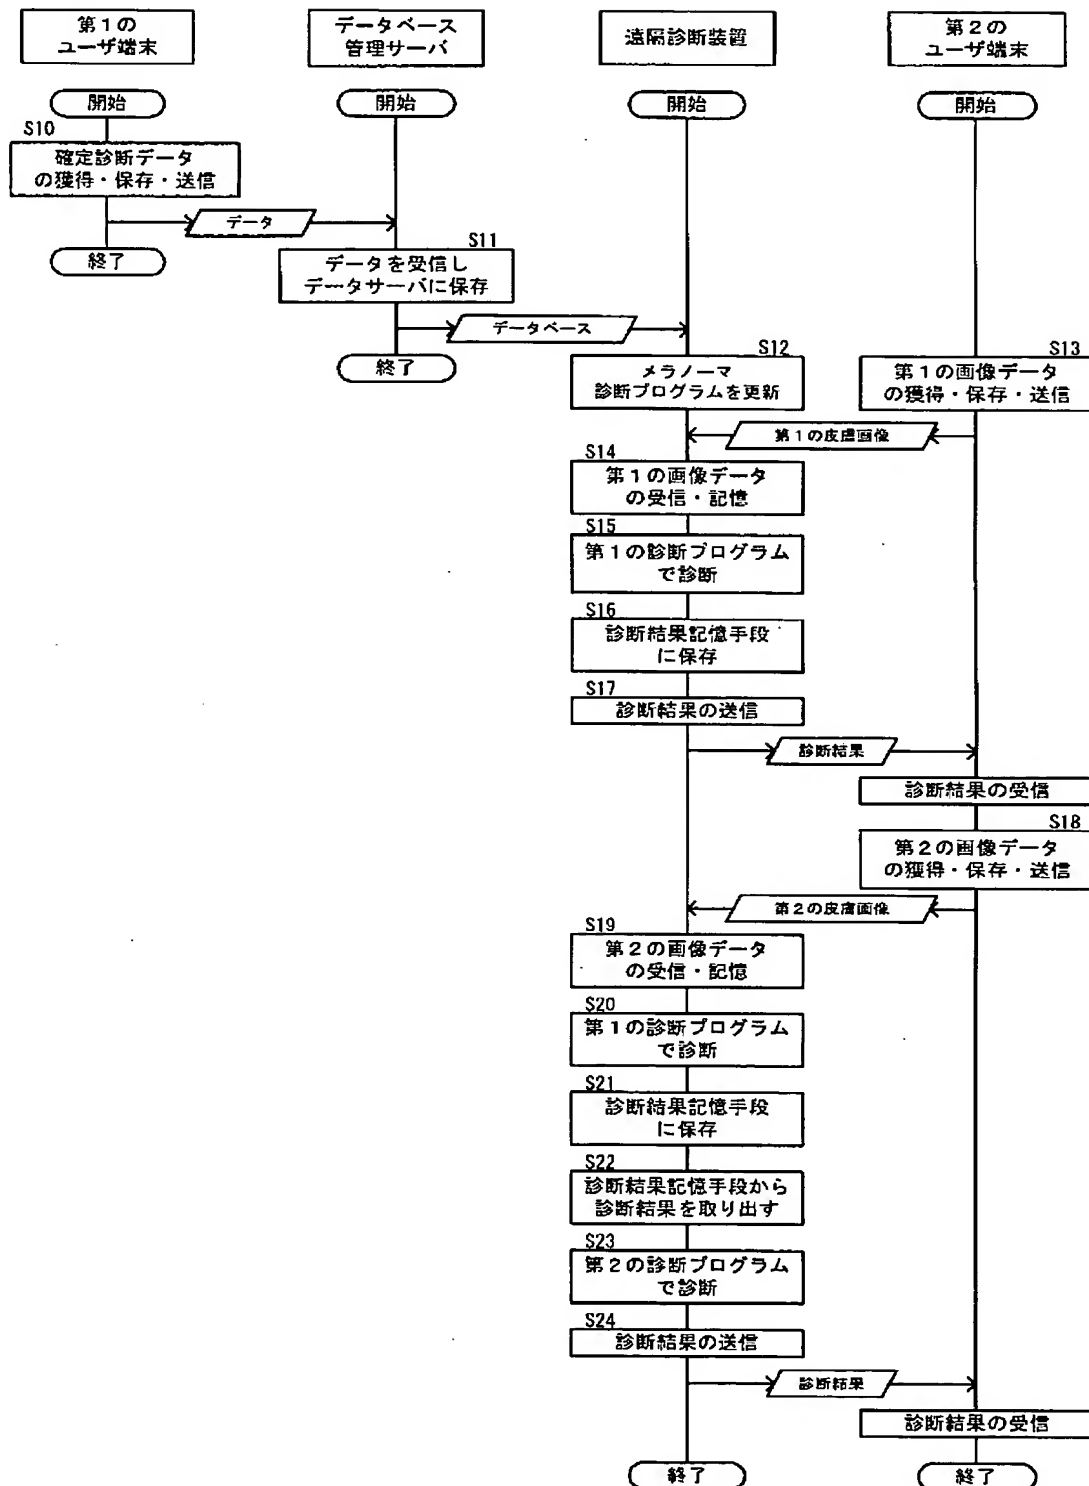 第1の
ユーザ端末
データベース
管理サーバ
遠隔診断装置
第2の
ユーザ端末
開始
開始
開始
開始
S10
確定診断データ
の獲得・保存・送信
データ
終了
S11
データを受信し
データサーバに保存
データベース
終了
S12
メラノーマ
診断プログラムを更新
S13
第1の画像データ
の獲得・保存・送信
第1の皮膚画像
S14
第1の画像データ
の受信・記憶
S15
第1の診断プログラム
で診断
S16
診断結果記憶手段
に保存
S17
診断結果の送信
診断結果
診断結果の受信
S18
第2の画像データ
の獲得・保存・送信
第2の皮膚画像
S19
第2の画像データ
の受信・記憶
S20
第1の診断プログラム
で診断
S21
診断結果記憶手段
に保存
S22
診断結果記憶手段から
診断結果を取り出す
S23
第2の診断プログラム
で診断
S24
診断結果の送信
診断結果
診断結果の受信
終了
終了